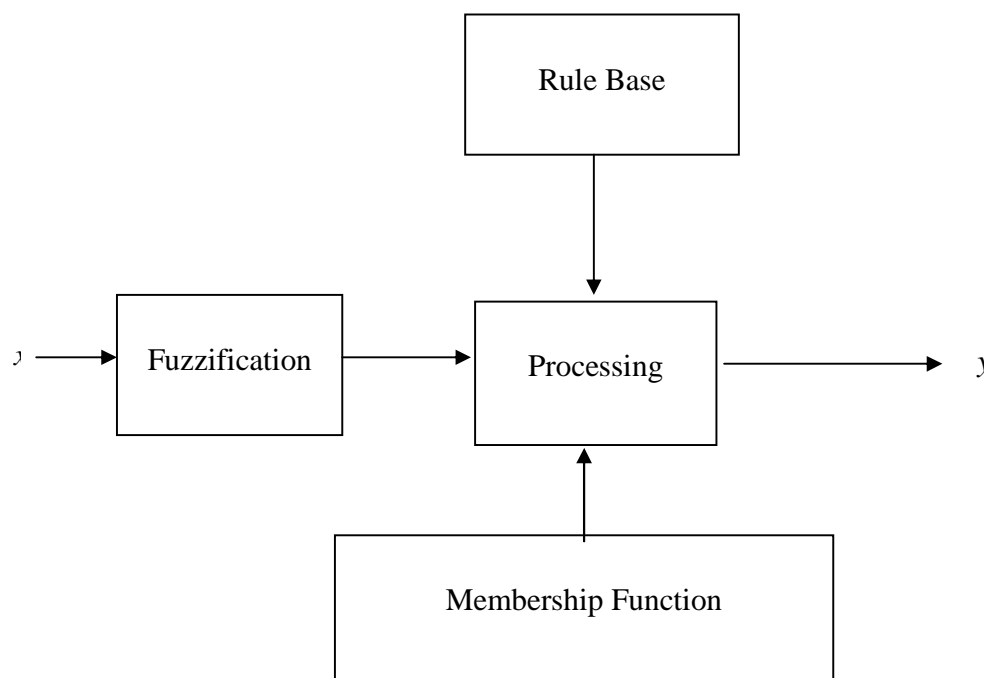 Rule Base
Fuzzification
Processing
Membership Function